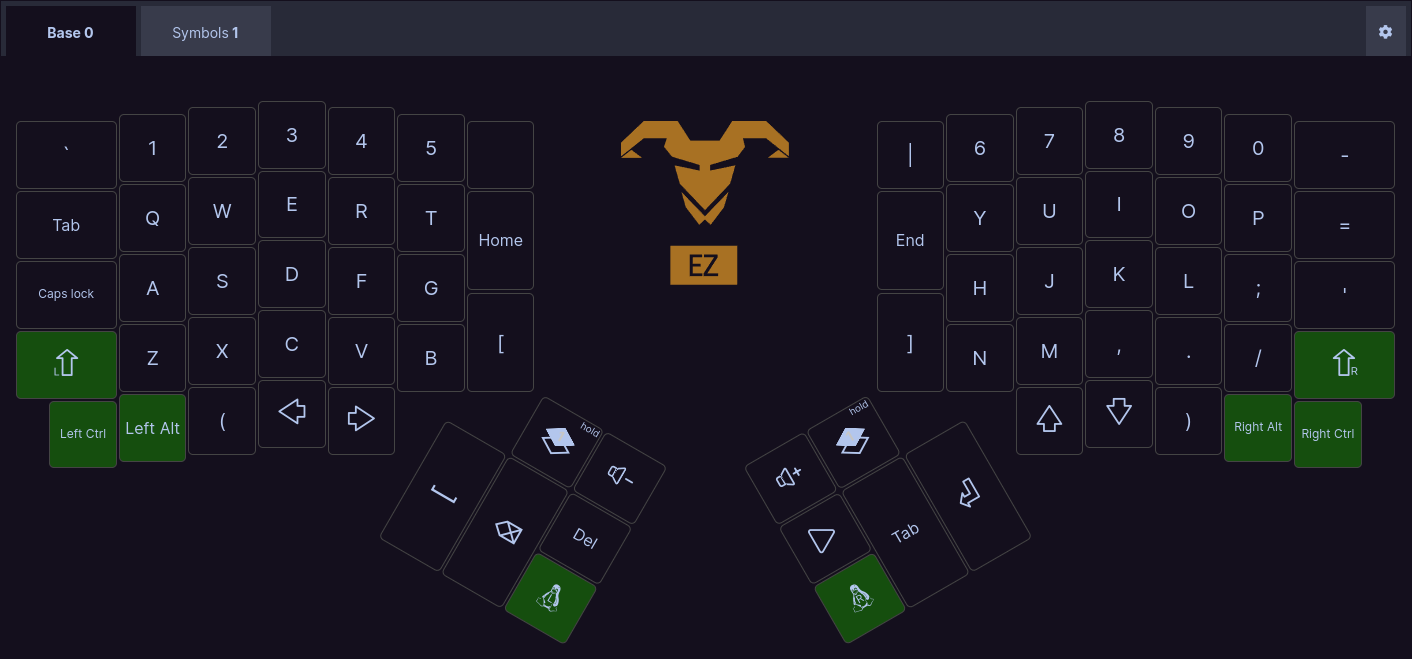 Base 0 Symbols 1
` 1 2 3 4 5 | 6 7 8 9 0 -
Tab Q W E R T Home End Y U I O P =
Caps lock A S D F G H J K L ; '
L Z X C V B [ ] N M , . / R
Left Ctrl Left Alt ( ) Right Alt Right Ctrl
EZ
hold hold
Del Tab
L R